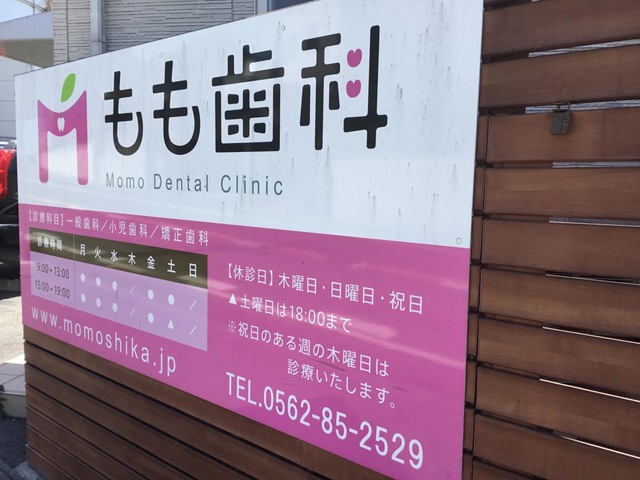 もも歯科
Momo Dental Clinic
【診療科目】一般歯科／小児歯科／矯正歯科
診療時間 月 火 水 木 金 土 日
9:00・13:00 ● ● ● ／ ● ● ／
15:00・19:00 ● ● ● ／ ● ▲ ／
www.momoshika.jp
【休診日】木曜日・日曜日・祝日
▲土曜日は18:00まで
※祝日のある週の木曜日は
診療いたします。
TEL.0562-85-2529